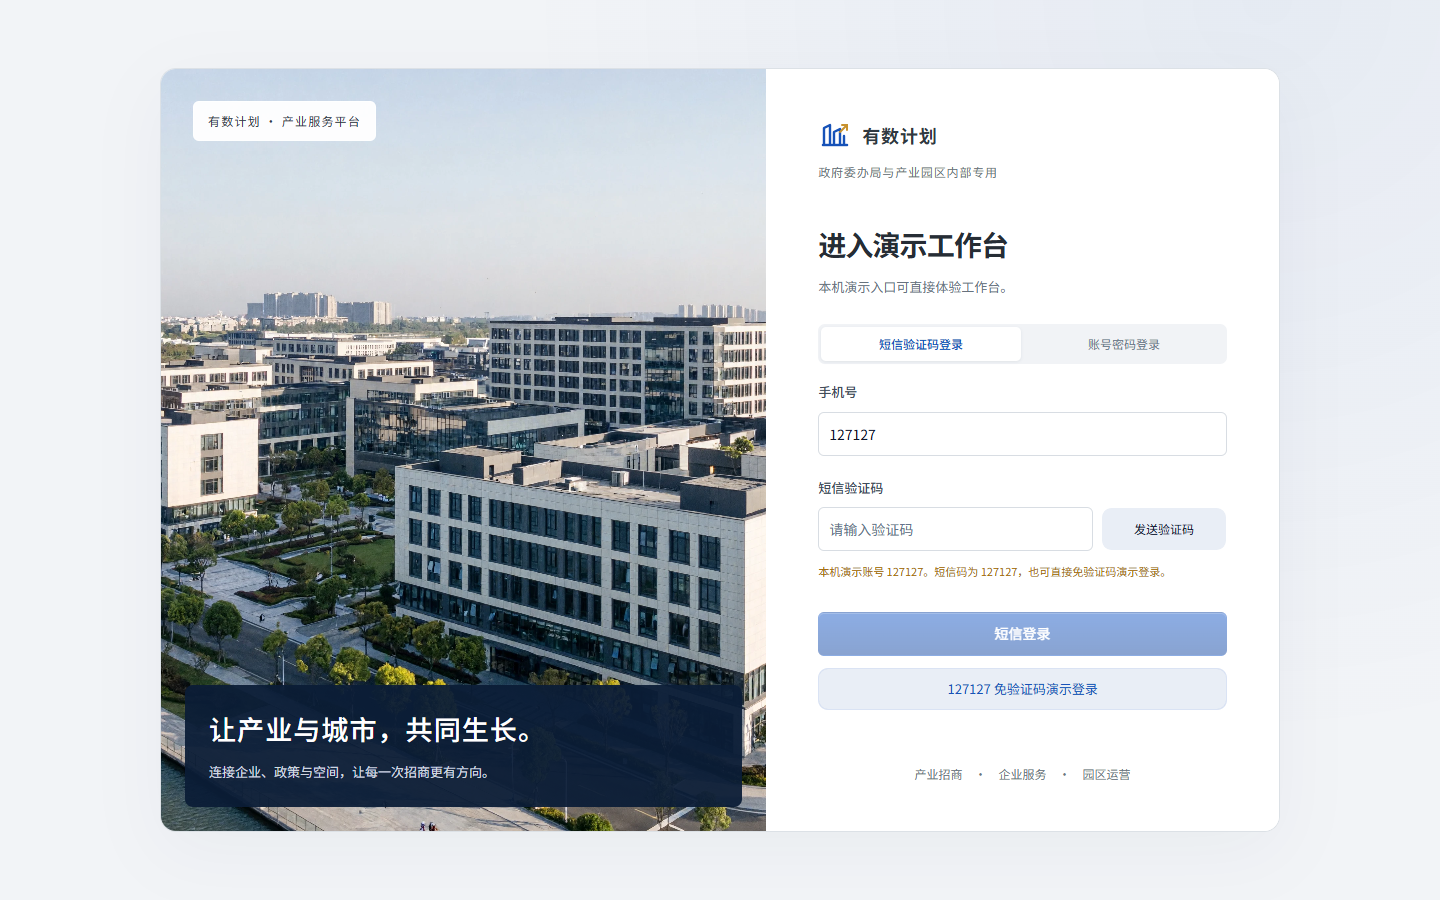 有数计划 · 产业服务平台
让产业与城市，共同生长。
连接企业、政策与空间，让每一次招商更有方向。
有数计划
政府委办局与产业园区内部专用
进入演示工作台
本机演示入口可直接体验工作台。
短信验证码登录 账号密码登录
手机号
127127
短信验证码
请输入验证码 发送验证码
本机演示账号 127127。短信码为 127127，也可直接免验证码演示登录。
短信登录
127127 免验证码演示登录
产业招商 · 企业服务 · 园区运营